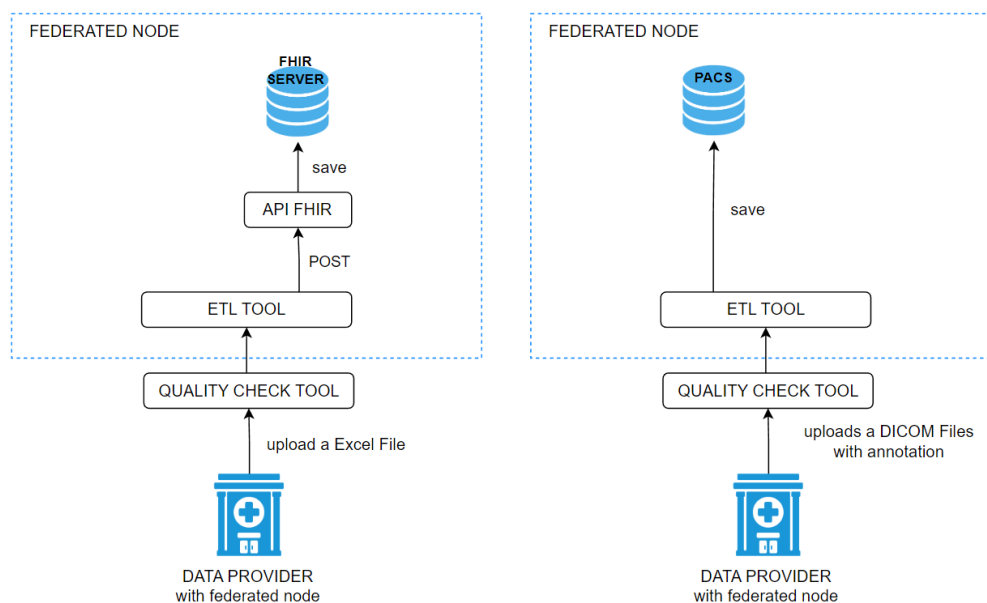 FEDERATED NODE
FHIR
SERVER
save
API FHIR
POST
ETL TOOL
QUALITY CHECK TOOL
upload a Excel File
DATA PROVIDER
with federated node
FEDERATED NODE
PACS
save
ETL TOOL
QUALITY CHECK TOOL
uploads a DICOM Files
with annotation
DATA PROVIDER
with federated node